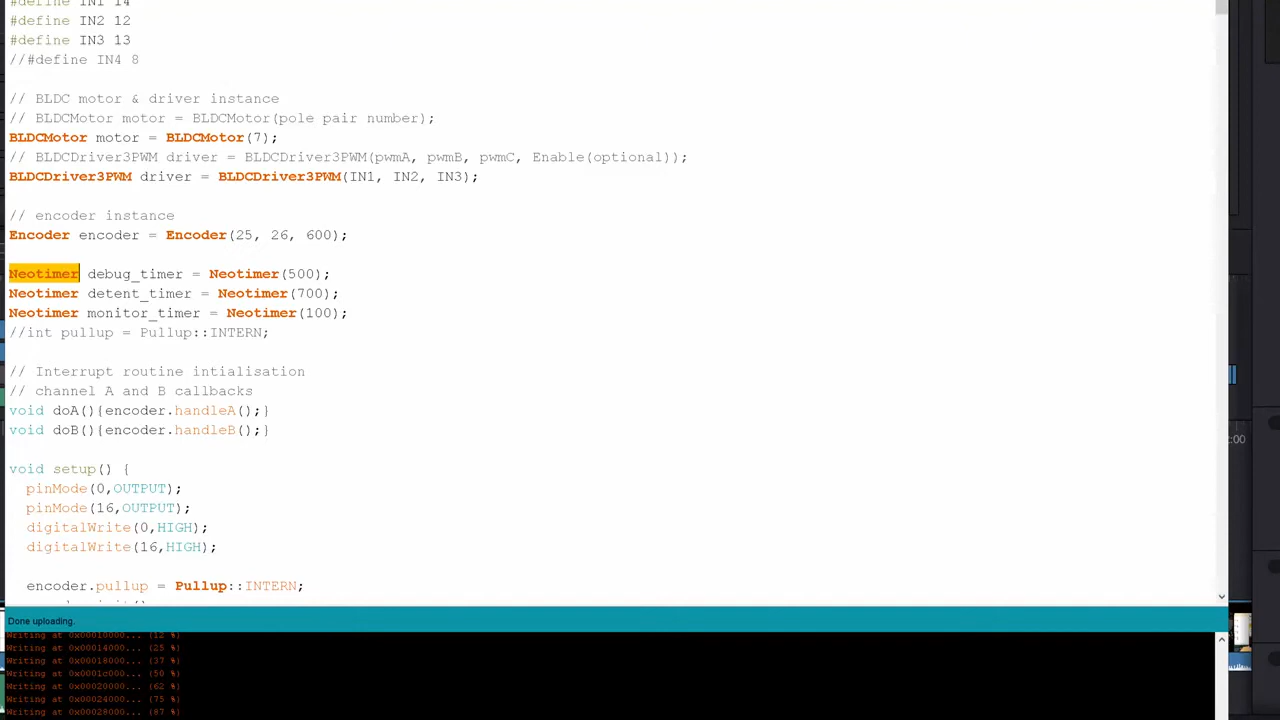 #define IN1 14
#define IN2 12
#define IN3 13
//#define IN4 8
// BLDC motor & driver instance
// BLDCMotor motor = BLDCMotor(pole pair number);
BLDCMotor motor = BLDCMotor(7);
// BLDCDriver3PWM driver = BLDCDriver3PWM(pwmA, pwmB, pwmC, Enable(optional));
BLDCDriver3PWM driver = BLDCDriver3PWM(IN1, IN2, IN3);
// encoder instance
Encoder encoder = Encoder(25, 26, 600);
Neotimer debug_timer = Neotimer(500);
Neotimer detent_timer = Neotimer(700);
Neotimer monitor_timer = Neotimer(100);
//int pullup = Pullup::INTERN;
// Interrupt routine intialisation
// channel A and B callbacks
void doA(){encoder.handleA();}
void doB(){encoder.handleB();}
void setup() {
pinMode(0,OUTPUT);
pinMode(16,OUTPUT);
digitalWrite(0,HIGH);
digitalWrite(16,HIGH);
encoder.pullup = Pullup::INTERN;
Done uploading.
Writing at 0x00010000... (12 %)
Writing at 0x00014000... (25 %)
Writing at 0x00018000... (37 %)
Writing at 0x0001c000... (50 %)
Writing at 0x00020000... (62 %)
Writing at 0x00024000... (75 %)
Writing at 0x00028000... (87 %)
:00